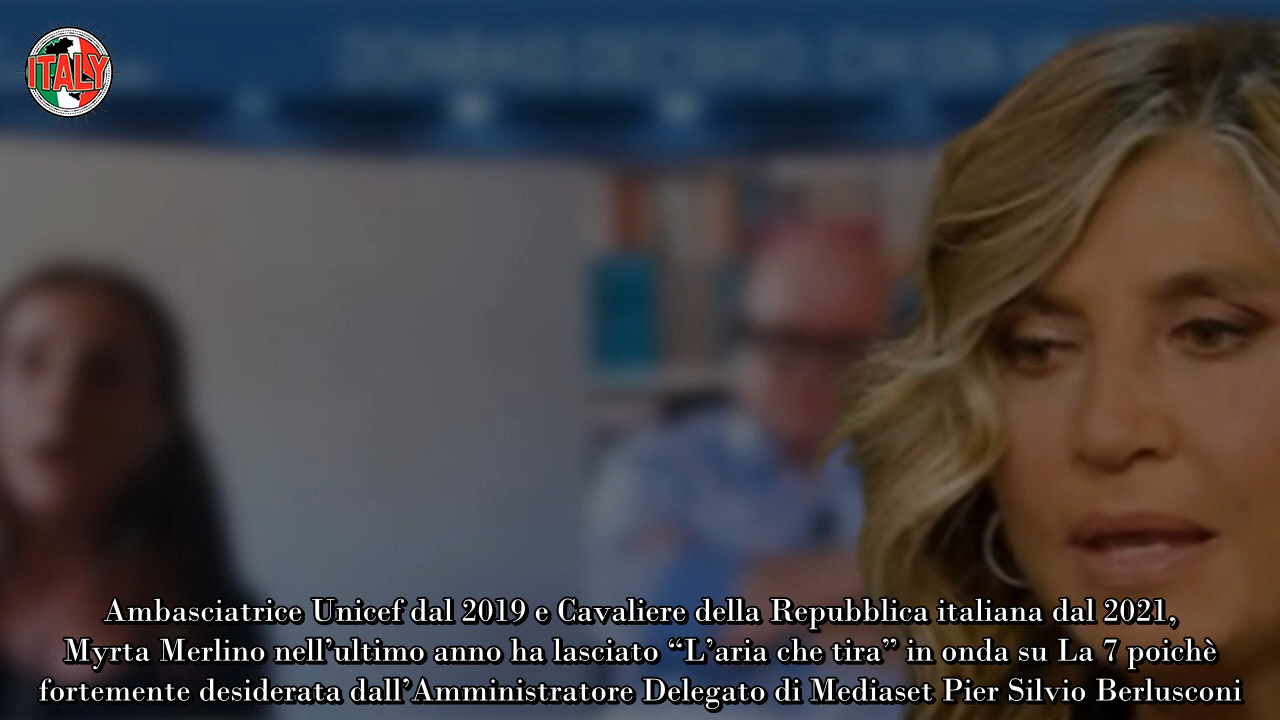 ITALY
Ambasciatrice Unicef dal 2019 e Cavaliere della Repubblica italiana dal 2021,
Myrta Merlino nell’ultimo anno ha lasciato “L’aria che tira” in onda su La 7 poichè
fortemente desiderata dall’Amministratore Delegato di Mediaset Pier Silvio Berlusconi